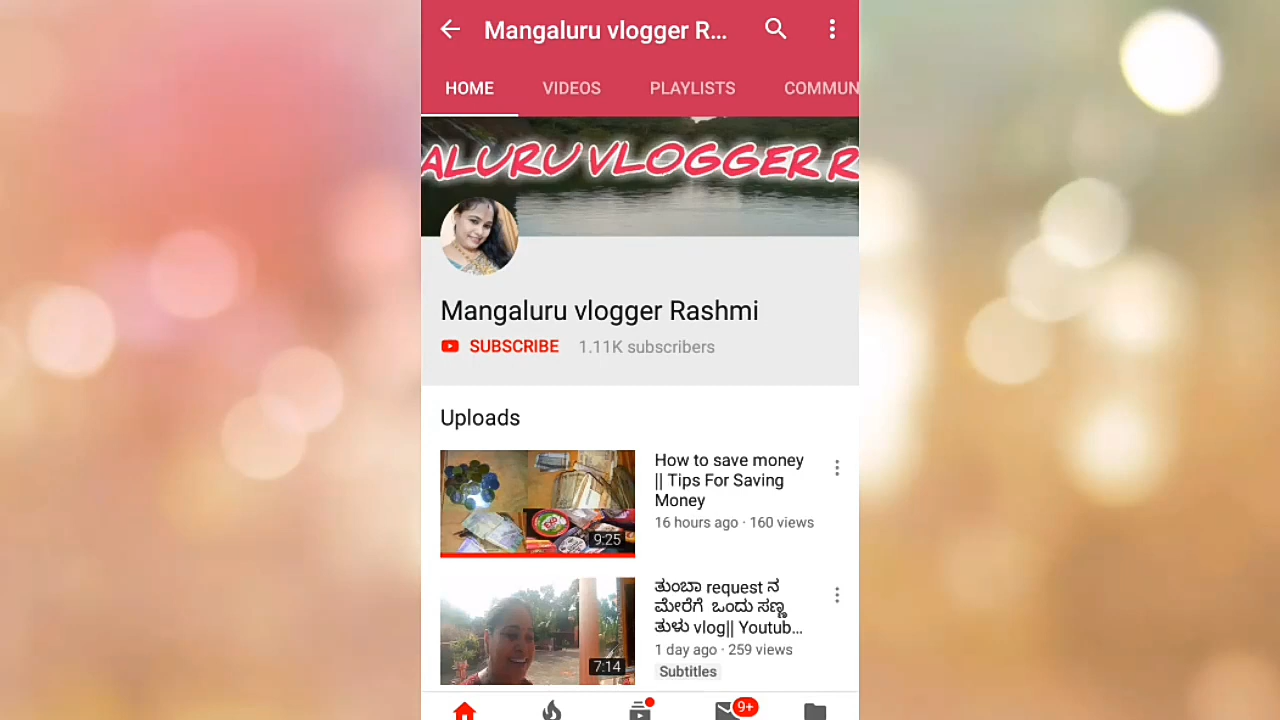 Mangaluru vlogger R...
HOME VIDEOS PLAYLISTS COMMUN
ALURU VLOGGER R
Mangaluru vlogger Rashmi
SUBSCRIBE 1.11K subscribers
Uploads
How to save money
|| Tips For Saving
Money
16 hours ago · 160 views
9:25
ತುಂಬಾ request ನ
ಮೇರೆಗೆ ಒಂದು ಸಣ್ಣ
ತುಳು vlog|| Youtub...
1 day ago · 259 views
7:14
Subtitles
9+